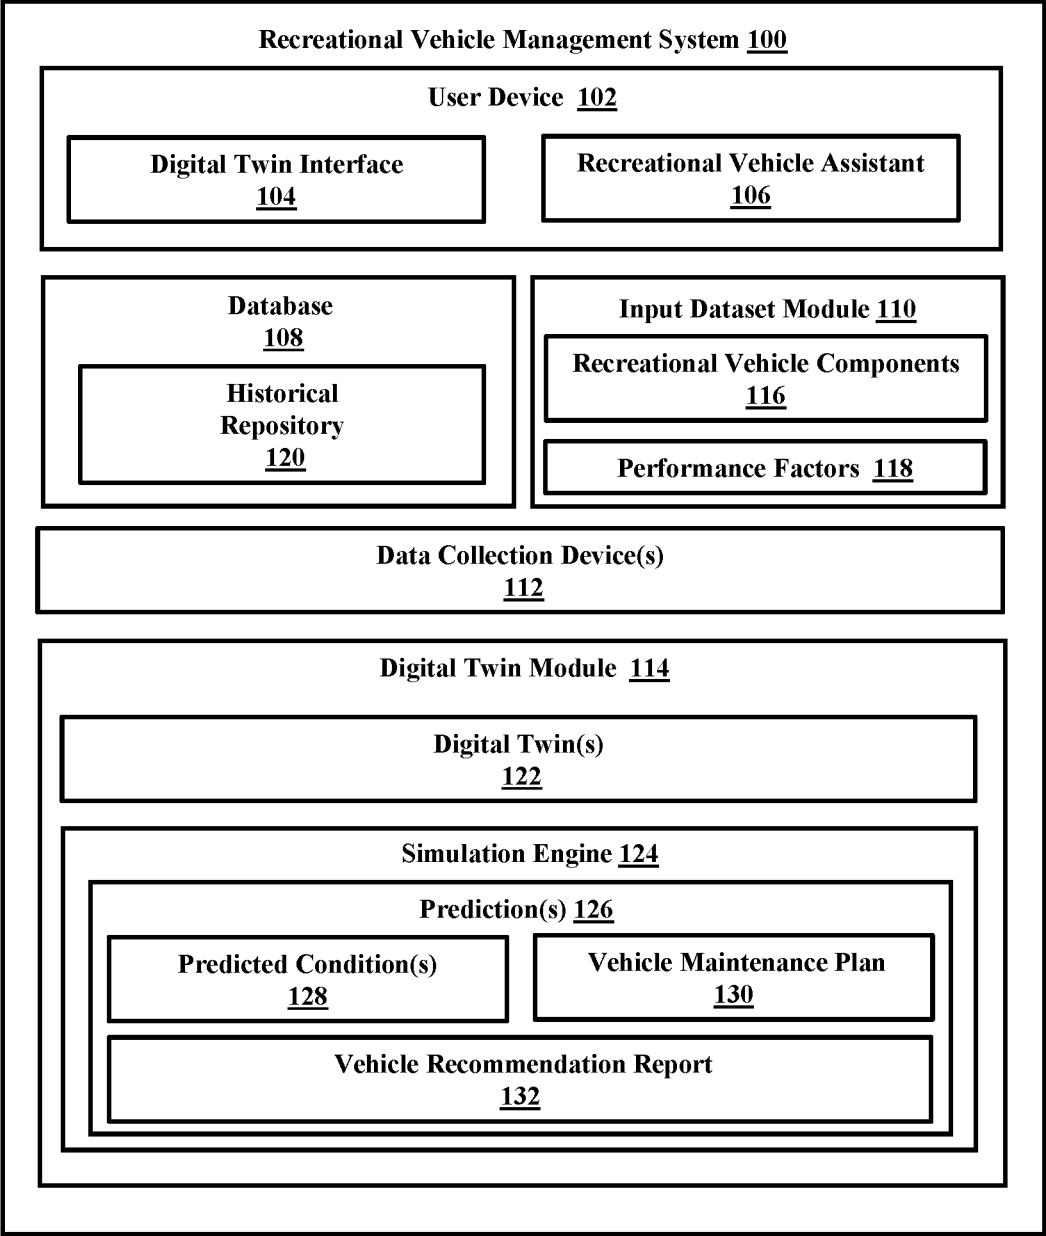 Recreational Vehicle Management System 100
User Device 102
Digital Twin Interface
104
Recreational Vehicle Assistant
106
Database
108
Historical
Repository
120
Input Dataset Module 110
Recreational Vehicle Components
116
Performance Factors 118
Data Collection Device(s)
112
Digital Twin Module 114
Digital Twin(s)
122
Simulation Engine 124
Prediction(s) 126
Predicted Condition(s)
128
Vehicle Maintenance Plan
130
Vehicle Recommendation Report
132